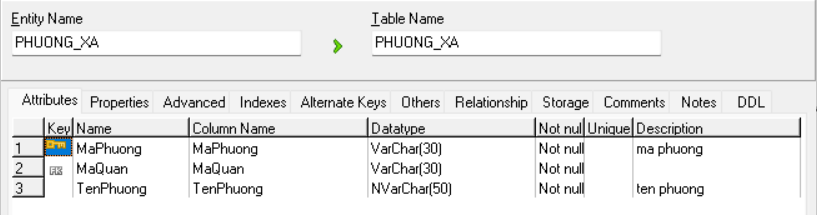 Entity Name Table Name
PHUONG_XA PHUONG_XA
Attributes Properties Advanced Indexes Alternate Keys Others Relationship Storage Comments Notes DDL
Key Name Column Name Datatype Not nul Unique Description
1 MaPhuong MaPhuong VarChar(30) Not null ma phuong
2 FK MaQuan MaQuan VarChar(30) Not null
3 TenPhuong TenPhuong NVarChar(50) Not null ten phuong